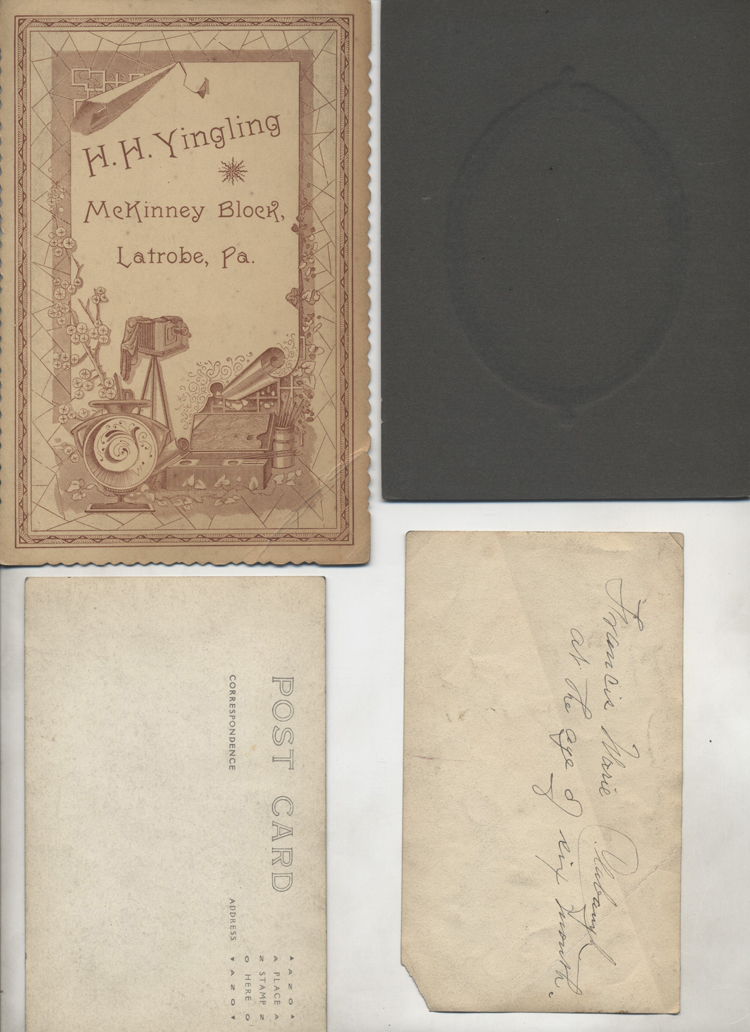 H. H. Yingling
McKinney Block,
Latrobe, Pa.
POST CARD
CORRESPONDENCE
ADDRESS
PLACE
STAMP
HERE
Francis Marie
at the age of six month.